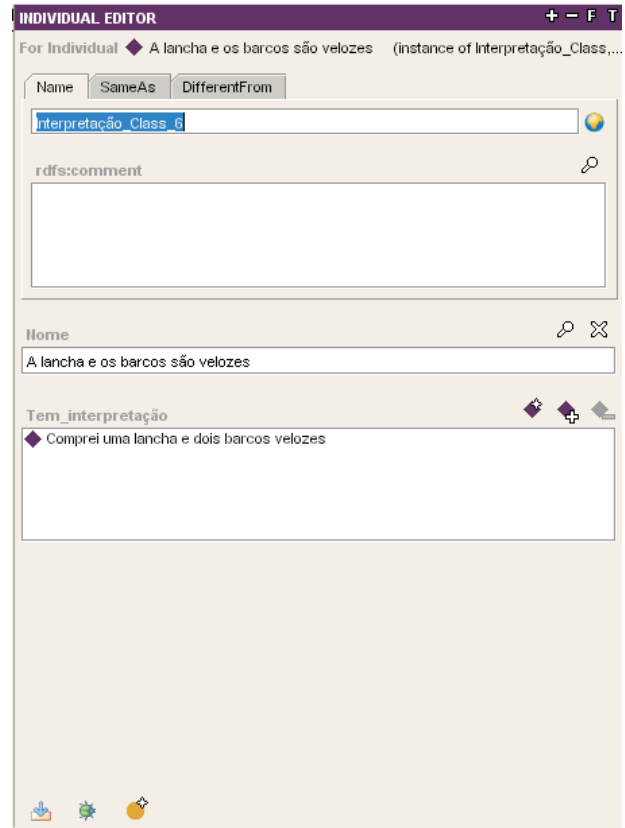 INDIVIDUAL EDITOR + − F T
For Individual A lancha e os barcos são velozes (instance of Interpretação_Class,...
Name SameAs DifferentFrom
Interpretação_Class_6
rdfs:comment
Nome
A lancha e os barcos são velozes
Tem_interpretação
Comprei uma lancha e dois barcos velozes